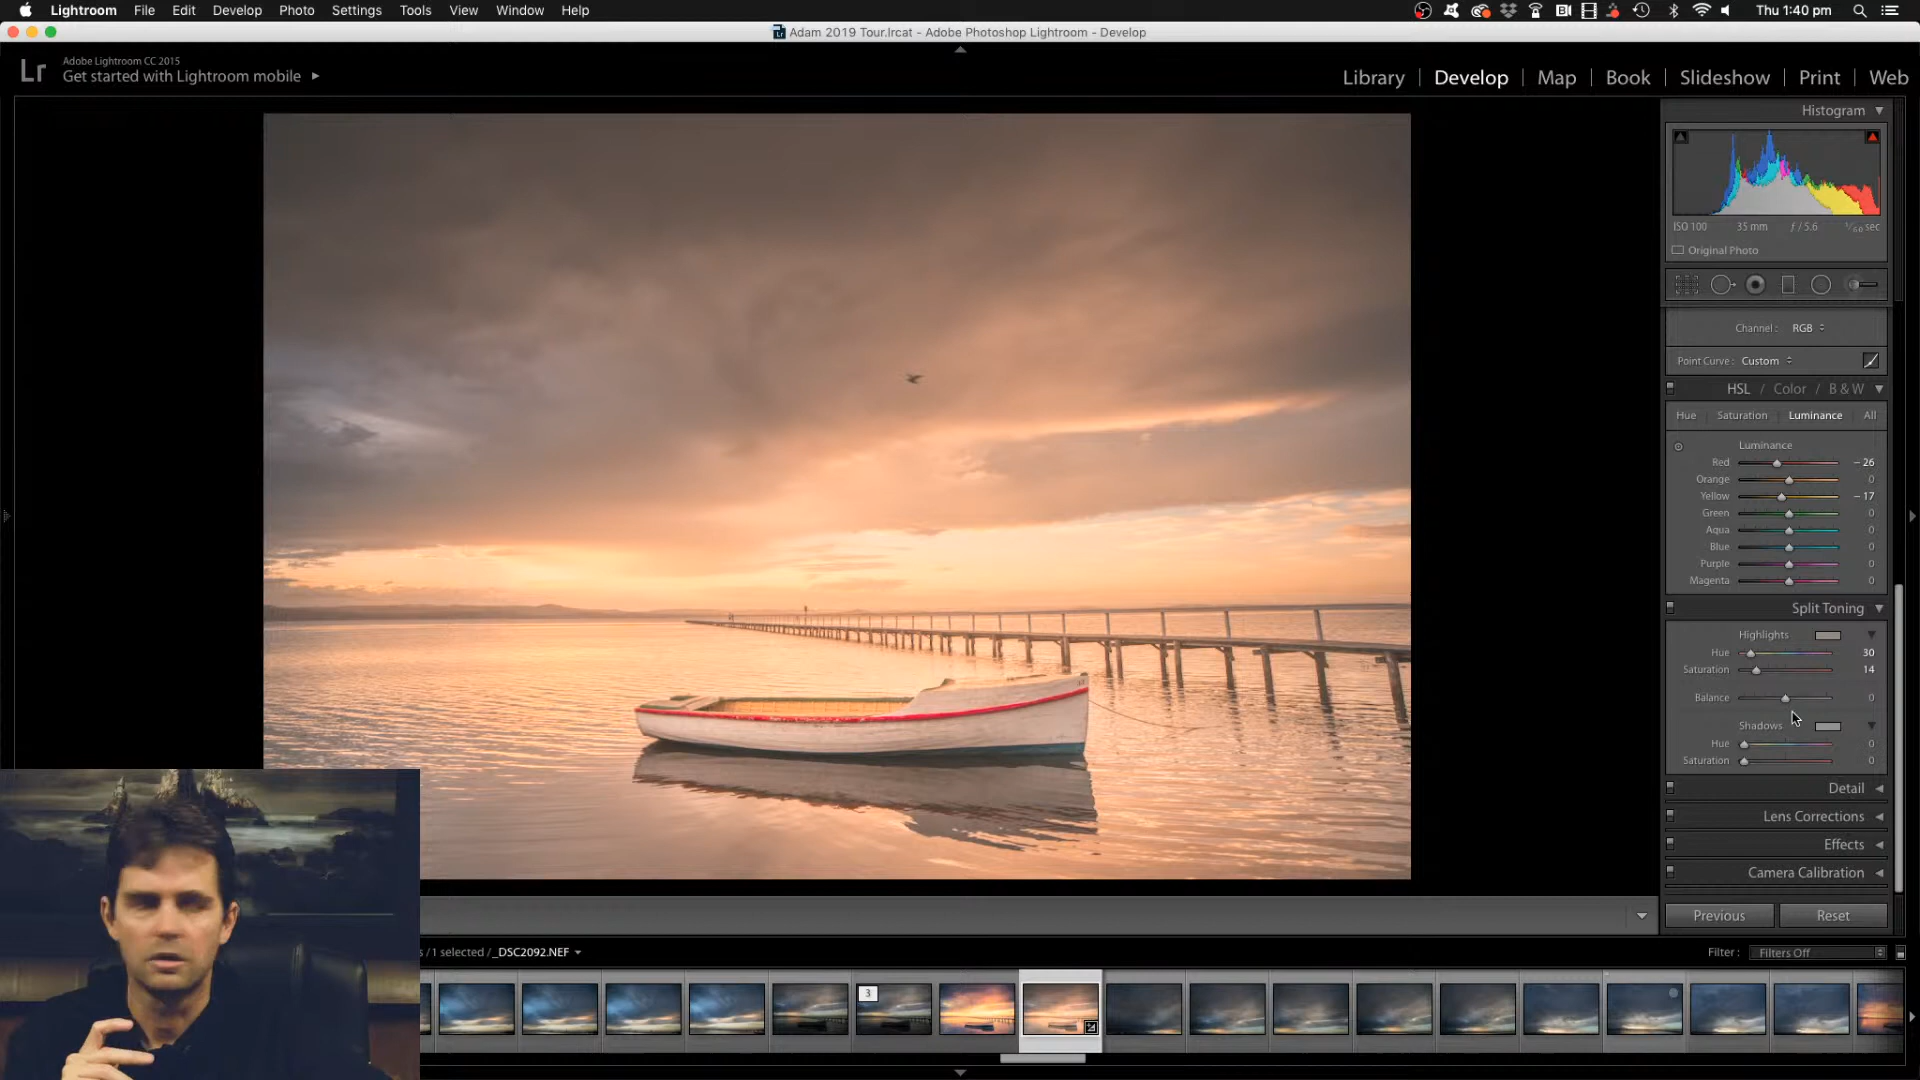 Lightroom File Edit Develop Photo Settings Tools View Window Help
Thu 1:40 pm
Adam 2019 Tour.lrcat - Adobe Photoshop Lightroom - Develop
Lr
Adobe Lightroom CC 2015
Get started with Lightroom mobile
Library | Develop | Map | Book | Slideshow | Print | Web
Histogram
ISO 100 35 mm ƒ / 5.6 1/60 sec
Original Photo
Channel : RGB
Point Curve : Custom
HSL / Color / B & W
Hue Saturation Luminance All
Luminance
Red − 26
Orange 0
Yellow − 17
Green 0
Aqua 0
Blue 0
Purple 0
Magenta 0
Split Toning
Highlights
Hue 30
Saturation 14
Balance 0
Shadows
Hue 0
Saturation 0
Detail
Lens Corrections
Effects
Camera Calibration
Previous Reset
/1 selected / _DSC2092.NEF
Filter : Filters Off
3